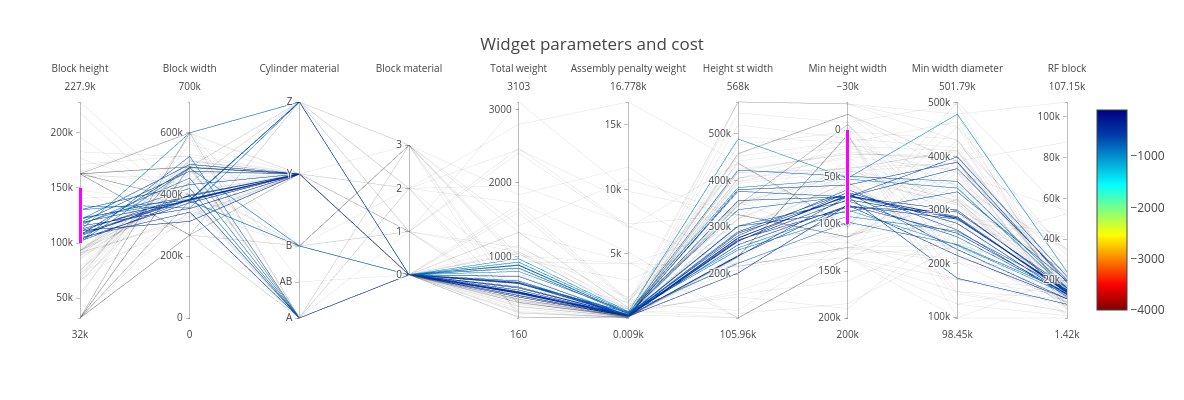 Widget parameters and cost
Block height Block width Cylinder material Block material Total weight Assembly penalty weight Height st width Min height width Min width diameter RF block
227.9k 700k 3103 16.778k 568k −30k 501.79k 107.15k
200k 150k 100k 50k
600k 400k 200k 0
Z Y B AB A
3 2 1 0
3000 2000 1000
15k 10k 5k
500k 400k 300k 200k
0 50k 100k 150k 200k
500k 400k 300k 200k 100k
100k 80k 60k 40k 20k
−1000 −2000 −3000 −4000
32k 0 160 0.009k 105.96k 200k 98.45k 1.42k